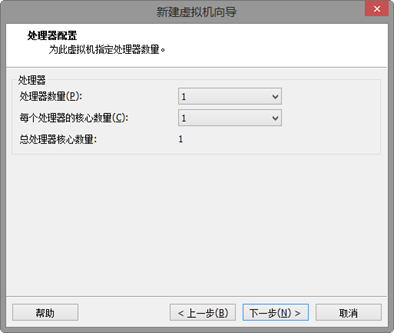 新建虚拟机向导
处理器配置
为此虚拟机指定处理器数量。
处理器
处理器数量(P): 1
每个处理器的核心数量(C): 1
总处理器核心数量: 1
帮助 < 上一步(B) 下一步(N) > 取消